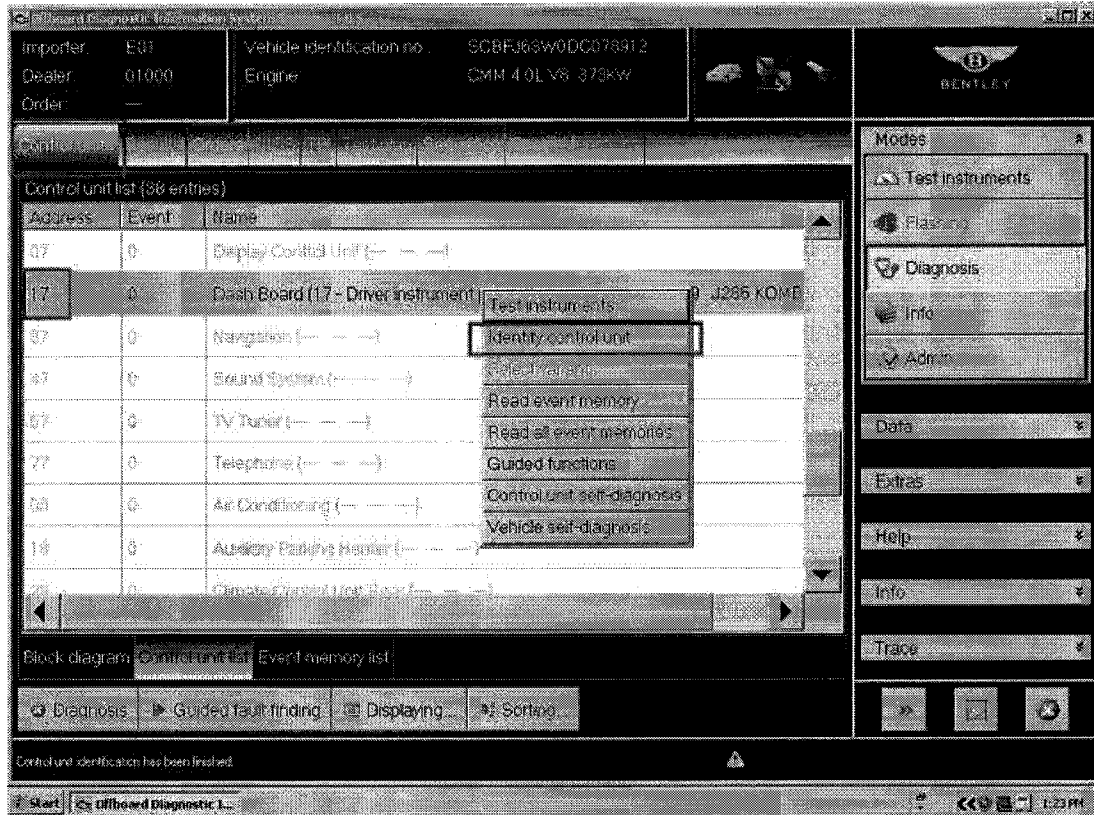 Offboard Diagnostic Information System
Importer: E01
Dealer: 01000
Order: —
Vehicle identification no.:
Engine:
CMM 4.0L V8 373kW
BENTLEY
Control unit list (38 entries)
Address Event Name
07 0 Display Control Unit (— — —)
17 0 Dash Board (17 - Driver instrument J285 KOMB
37 0 Navigation (— — —)
47 0 Sound System (— — —)
57 0 TV Tuner (— — —)
77 0 Telephone (— — —)
08 0 Air Conditioning (— — —)
18 0 Auxiliary Parking Heater (— — —)
Test instruments
Identify control unit
Read event memory
Read all event memories
Guided functions
Control unit self-diagnosis
Vehicle self-diagnosis
Block diagram Control unit list Event memory list
Diagnosis Guided fault finding Displaying... Sorting...
Control unit identification has been finished.
Modes
Test instruments
Flashing
Diagnosis
Info
Admin
Data
Extras
Help
Info
Trace
Start Offboard Diagnostic I... 1:23 PM